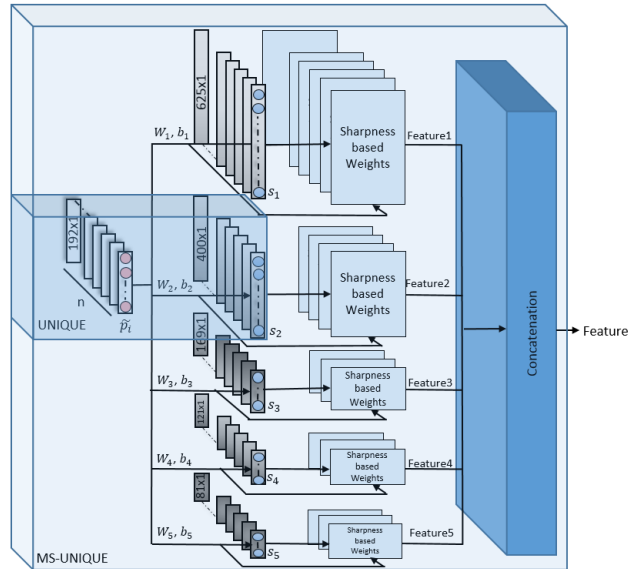 625x1
W₁, b₁
s₁
Sharpness
based
Weights
Feature1
192x1
n
p̃ᵢ
UNIQUE
400x1
W₂, b₂
s₂
Sharpness
based
Weights
Feature2
169x1
W₃, b₃
s₃
Sharpness
based
Weights
Feature3
121x1
W₄, b₄
s₄
Sharpness
based
Weights
Feature4
81x1
W₅, b₅
s₅
Sharpness
based
Weights
Feature5
Concatenation
Feature
MS-UNIQUE